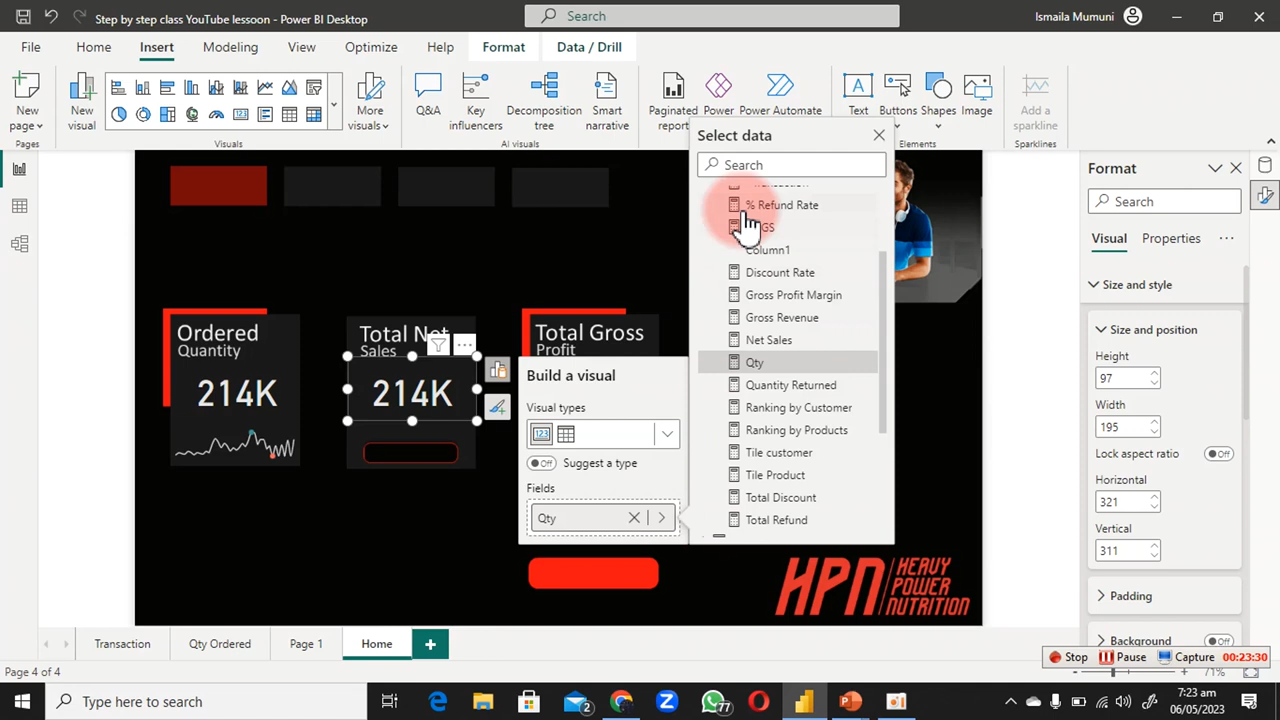 Step by step class YouTube lessoon - Power BI Desktop
Search
Ismaila Mumuni
File
Home
Insert
Modeling
View
Optimize
Help
Format
Data / Drill
New page
New visual
More visuals
Q&A
Key influencers
Decomposition tree
Smart narrative
Paginated report
Power
Power Automate
Text
Buttons
Shapes
Image
Add a sparkline
Pages
Visuals
AI visuals
Elements
Sparklines
Select data
Search
% Refund Rate
Column1
Discount Rate
Gross Profit Margin
Gross Revenue
Net Sales
Qty
Quantity Returned
Ranking by Customer
Ranking by Products
Tile customer
Tile Product
Total Discount
Total Refund
Ordered
Quantity
214K
Total Net
Sales
214K
Total Gross
Profit
Build a visual
Visual types
123
Off
Suggest a type
Fields
Qty
HPN
HEAVY
POWER
NUTRITION
Format
Search
Visual
Properties
Size and style
Size and position
Height
97
Width
195
Lock aspect ratio
Off
Horizontal
321
Vertical
311
Padding
Background
Off
Transaction
Qty Ordered
Page 1
Home
Page 4 of 4
Stop
Pause
Capture
00:23:30
71%
Type here to search
2
77
7:23 am
06/05/2023